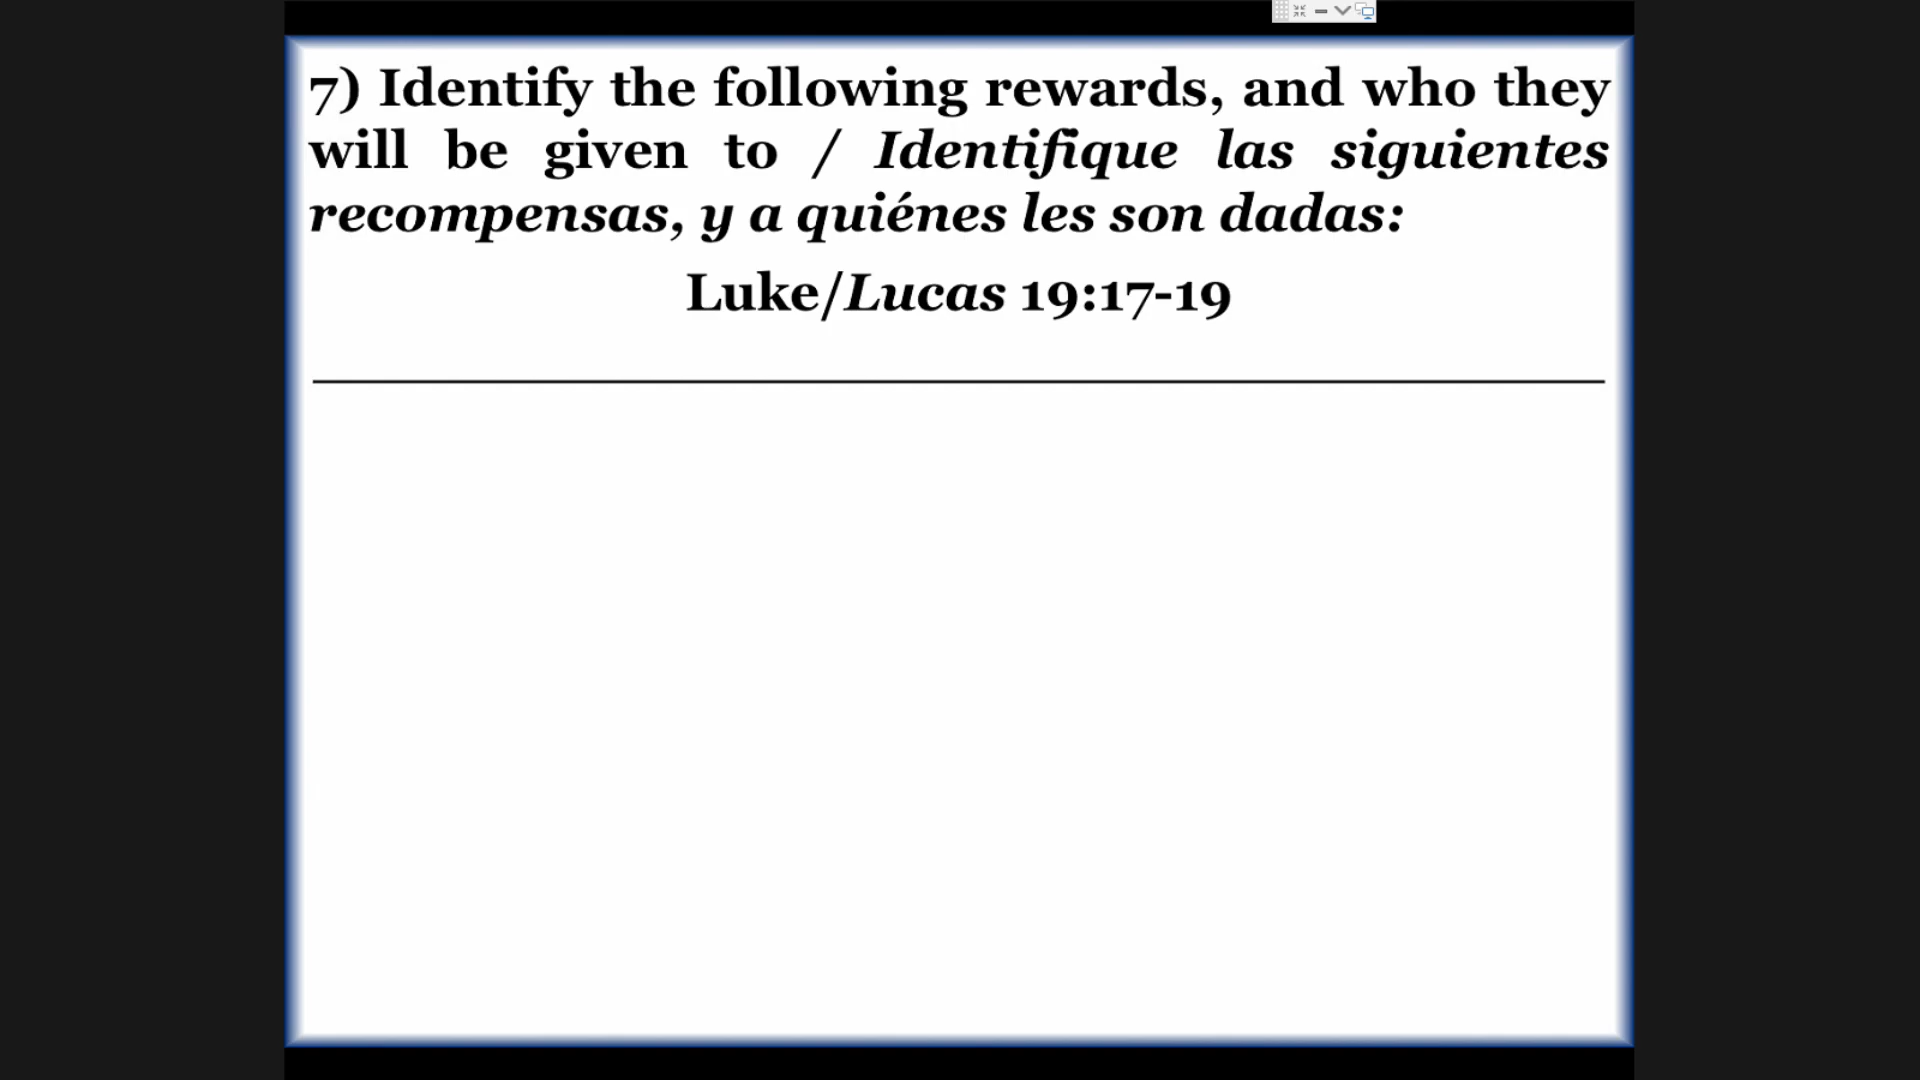 7) Identify the following rewards, and who they
will be given to / Identifique las siguientes
recompensas, y a quiénes les son dadas:
Luke/Lucas 19:17-19